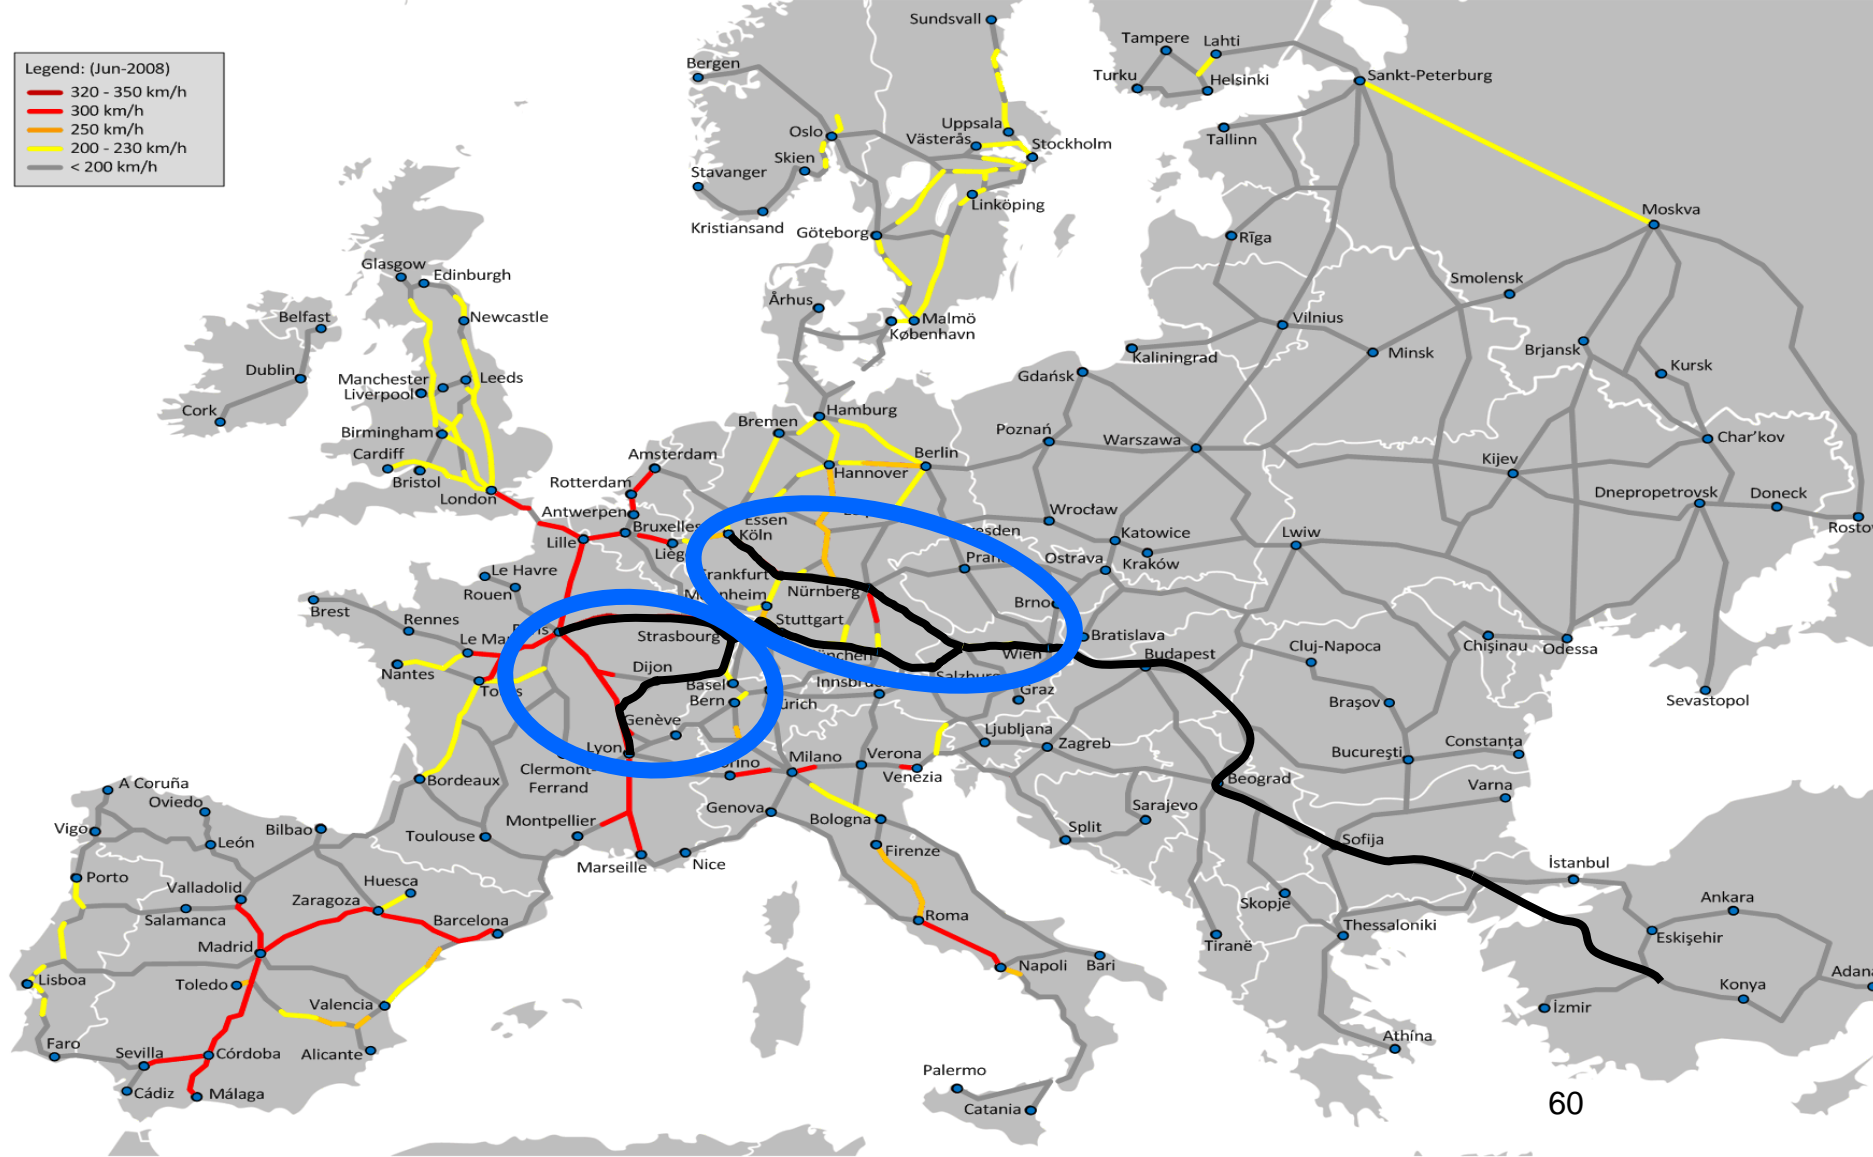 Legend: (Jun-2008)
320 - 350 km/h
300 km/h
250 km/h
200 - 230 km/h
< 200 km/h
Sundsvall
Tampere
Lahti
Bergen
Turku
Helsinki
Sankt-Peterburg
Oslo
Uppsala
Västerås
Stockholm
Tallinn
Skien
Stavanger
Linköping
Kristiansand
Göteborg
Rīga
Moskva
Glasgow
Edinburgh
Smolensk
Århus
Belfast
Newcastle
Malmö
København
Vilnius
Kaliningrad
Minsk
Brjansk
Kursk
Dublin
Manchester
Leeds
Liverpool
Gdańsk
Cork
Hamburg
Bremen
Birmingham
Poznań
Warszawa
Char'kov
Cardiff
Amsterdam
Berlin
Hannover
Kijev
Bristol
London
Rotterdam
Dnepropetrovsk
Doneck
Antwerpen
Wrocław
Essen
Bruxelles
Köln
Katowice
Lille
Lwiw
Ostrava
Kraków
Le Havre
Rouen
Nürnberg
Brno
Brest
Rennes
Stuttgart
Strasbourg
Bratislava
Wien
Budapest
Cluj-Napoca
Chişinau
Odessa
Nantes
Dijon
Basel
Bern
Salzburg
Graz
Genève
Braşov
Sevastopol
Ljubljana
Zagreb
Lyon
Milano
Verona
Venezia
Bucureşti
Constanța
Clermont-
Ferrand
A Coruña
Bordeaux
Beograd
Varna
Oviedo
Genova
Bologna
Sarajevo
Vigo
Bilbao
León
Toulouse
Montpellier
Split
Sofija
Marseille
Nice
Firenze
İstanbul
Porto
Valladolid
Huesca
Zaragoza
Salamanca
Barcelona
Roma
Skopje
Ankara
Thessaloniki
Eskişehir
Tiranë
Madrid
Lisboa
Toledo
Napoli
Bari
Konya
Valencia
İzmir
Faro
Sevilla
Córdoba
Alicante
Athína
Cádiz
Málaga
Palermo
Catania
60